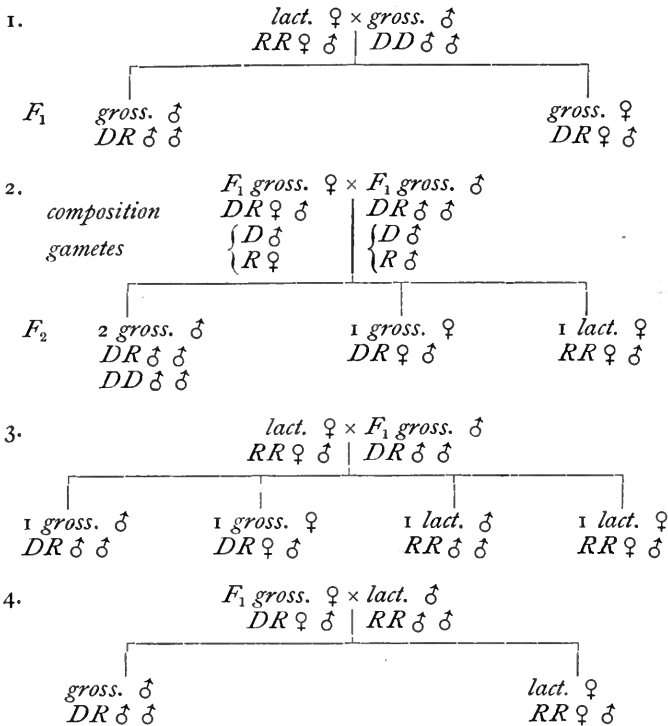 1. lact. ♀ × gross. ♂
RR ♀ ♂ DD ♂ ♂
F₁ gross. ♂ gross. ♀
DR ♂ ♂ DR ♀ ♂
2. F₁ gross. ♀ × F₁ gross. ♂
composition DR ♀ ♂ DR ♂ ♂
gametes { D ♂ { D ♂
R ♀ R ♂
F₂ 2 gross. ♂ 1 gross. ♀ 1 lact. ♀
DR ♂ ♂ DR ♀ ♂ RR ♀ ♂
DD ♂ ♂
3. lact. ♀ × F₁ gross. ♂
RR ♀ ♂ DR ♂ ♂
1 gross. ♂ 1 gross. ♀ 1 lact. ♂ 1 lact. ♀
DR ♂ ♂ DR ♀ ♂ RR ♂ ♂ RR ♀ ♂
4. F₁ gross. ♀ × lact. ♂
DR ♀ ♂ RR ♂ ♂
gross. ♂ lact. ♀
DR ♂ ♂ RR ♀ ♂